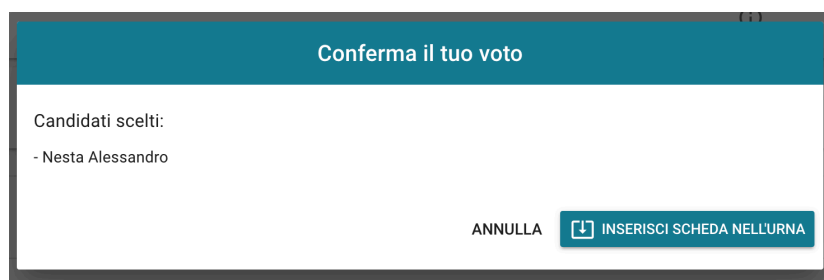 Conferma il tuo voto
Candidati scelti:
- Nesta Alessandro
ANNULLA
INSERISCI SCHEDA NELL'URNA